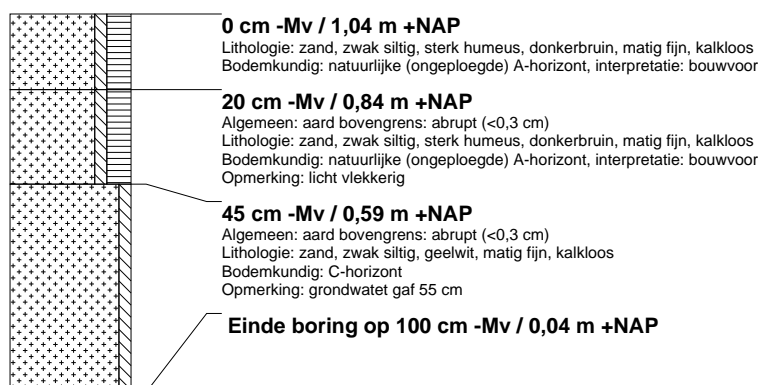 0 cm -Mv / 1,04 m +NAP
Lithologie: zand, zwak siltig, sterk humeus, donkerbruin, matig fijn, kalkloos
Bodemkundig: natuurlijke (ongeploegde) A-horizont, interpretatie: bouwvoor
20 cm -Mv / 0,84 m +NAP
Algemeen: aard bovengrens: abrupt (<0,3 cm)
Lithologie: zand, zwak siltig, sterk humeus, donkerbruin, matig fijn, kalkloos
Bodemkundig: natuurlijke (ongeploegde) A-horizont, interpretatie: bouwvoor
Opmerking: licht vlekkerig
45 cm -Mv / 0,59 m +NAP
Algemeen: aard bovengrens: abrupt (<0,3 cm)
Lithologie: zand, zwak siltig, geelwit, matig fijn, kalkloos
Bodemkundig: C-horizont
Opmerking: grondwatet gaf 55 cm
Einde boring op 100 cm -Mv / 0,04 m +NAP